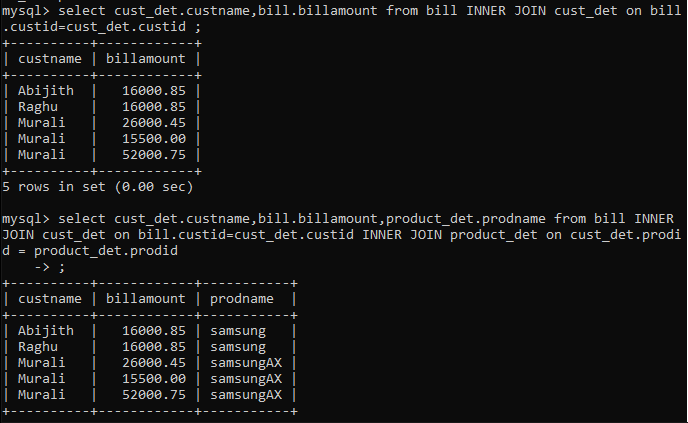 mysql> select cust_det.custname,bill.billamount from bill INNER JOIN cust_det on bill
.custid=cust_det.custid ;
+----------+------------+
| custname | billamount |
+----------+------------+
| Abijith  |   16000.85 |
| Raghu    |   16000.85 |
| Murali   |   26000.45 |
| Murali   |   15500.00 |
| Murali   |   52000.75 |
+----------+------------+
5 rows in set (0.00 sec)

mysql> select cust_det.custname,bill.billamount,product_det.prodname from bill INNER
JOIN cust_det on bill.custid=cust_det.custid INNER JOIN product_det on cust_det.prodi
d = product_det.prodid
    -> ;
+----------+------------+-----------+
| custname | billamount | prodname  |
+----------+------------+-----------+
| Abijith  |   16000.85 | samsung   |
| Raghu    |   16000.85 | samsung   |
| Murali   |   26000.45 | samsungAX |
| Murali   |   15500.00 | samsungAX |
| Murali   |   52000.75 | samsungAX |
+----------+------------+-----------+